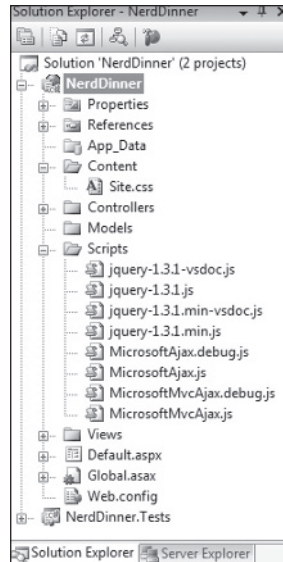 Solution Explorer - NerdDinner
Solution 'NerdDinner' (2 projects)
NerdDinner
Properties
References
App_Data
Content
Site.css
Controllers
Models
Scripts
jquery-1.3.1-vsdoc.js
jquery-1.3.1.js
jquery-1.3.1.min-vsdoc.js
jquery-1.3.1.min.js
MicrosoftAjax.debug.js
MicrosoftAjax.js
MicrosoftMvcAjax.debug.js
MicrosoftMvcAjax.js
Views
Default.aspx
Global.asax
Web.config
NerdDinner.Tests
Solution Explorer Server Explorer